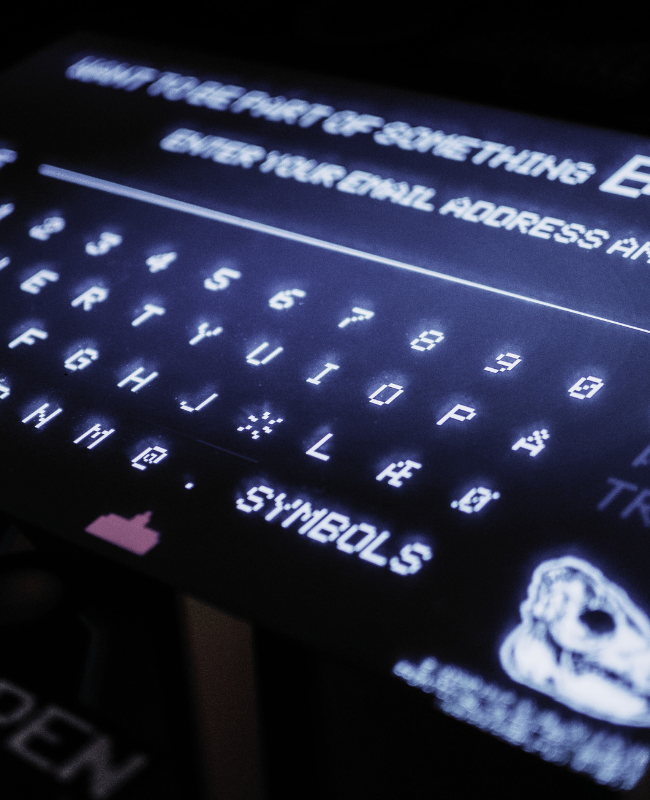 WANT TO BE PART OF SOMETHING
ENTER YOUR EMAIL ADDRESS
2 3 4 5 6 7 8 9 0
E R T Y U I O P Å
F G H J L Æ Ø
N M @ . SYMBOLS